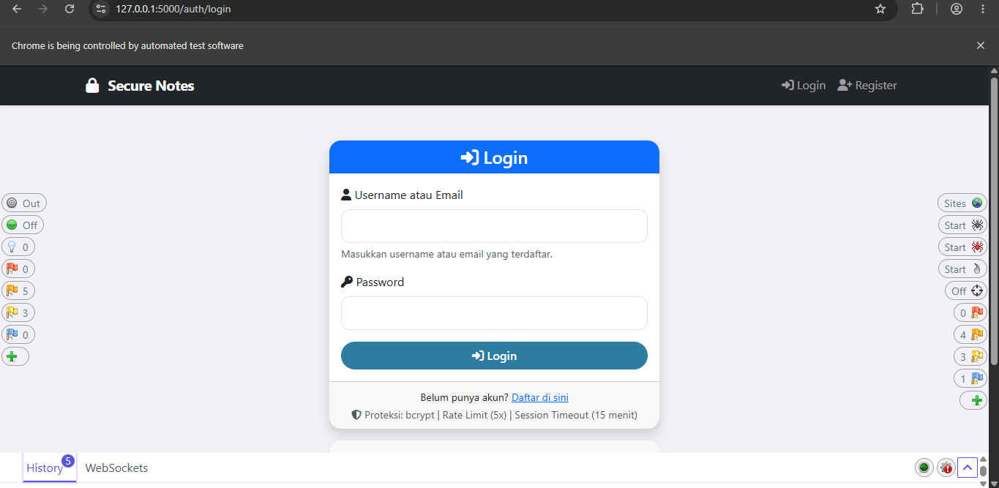 127.0.0.1:5000/auth/login
Chrome is being controlled by automated test software
Secure Notes
Login
Register
Login
Username atau Email
Masukkan username atau email yang terdaftar.
Password
Login
Belum punya akun? Daftar di sini
Proteksi: bcrypt | Rate Limit (5x) | Session Timeout (15 menit)
Out
Off
0
0
5
3
0
Sites
Start
Start
Start
Off
0
4
3
1
History 5
WebSockets